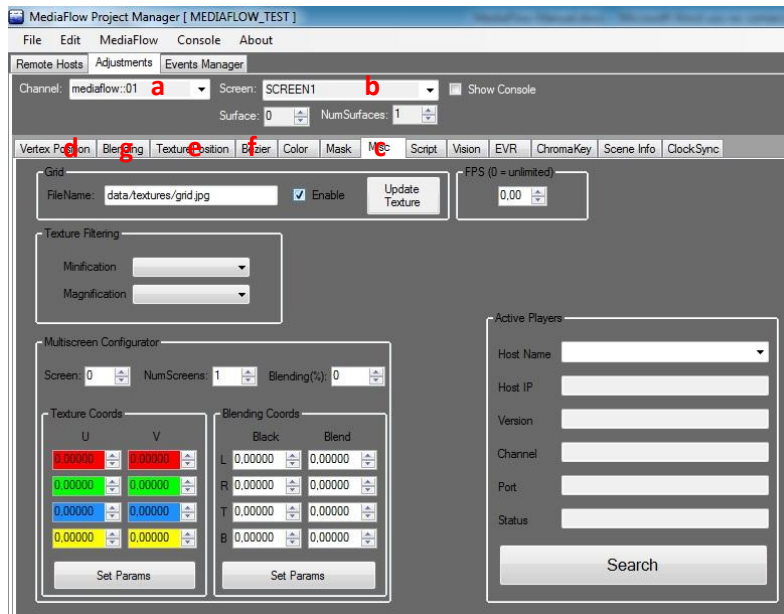 MediaFlow Project Manager [ MEDIAFLOW_TEST ]
File Edit MediaFlow Console About
Remote Hosts Adjustments Events Manager
Channel: mediaflow::01 a Screen: SCREEN1 b Show Console
Surface: 0 NumSurfaces: 1
Vertex Position d Blending g Texture Position e Bezier f Color Mask Misc c Script Vision EVR ChromaKey Scene Info ClockSync
Grid FPS (0 = unlimited)
FileName: data/textures/grid.jpg Enable Update Texture 0,00
Texture Filtering
Minification
Magnification
Active Players
Multiscreen Configurator
Host Name
Screen: 0 NumScreens: 1 Blending(%): 0
Host IP
Texture Coords Blending Coords
Version
U V Black Blend
0,00000 0,00000 L 0,00000 0,00000
Channel
0,00000 0,00000 R 0,00000 0,00000
Port
0,00000 0,00000 T 0,00000 0,00000
Status
0,00000 0,00000 B 0,00000 0,00000
Set Params Set Params Search